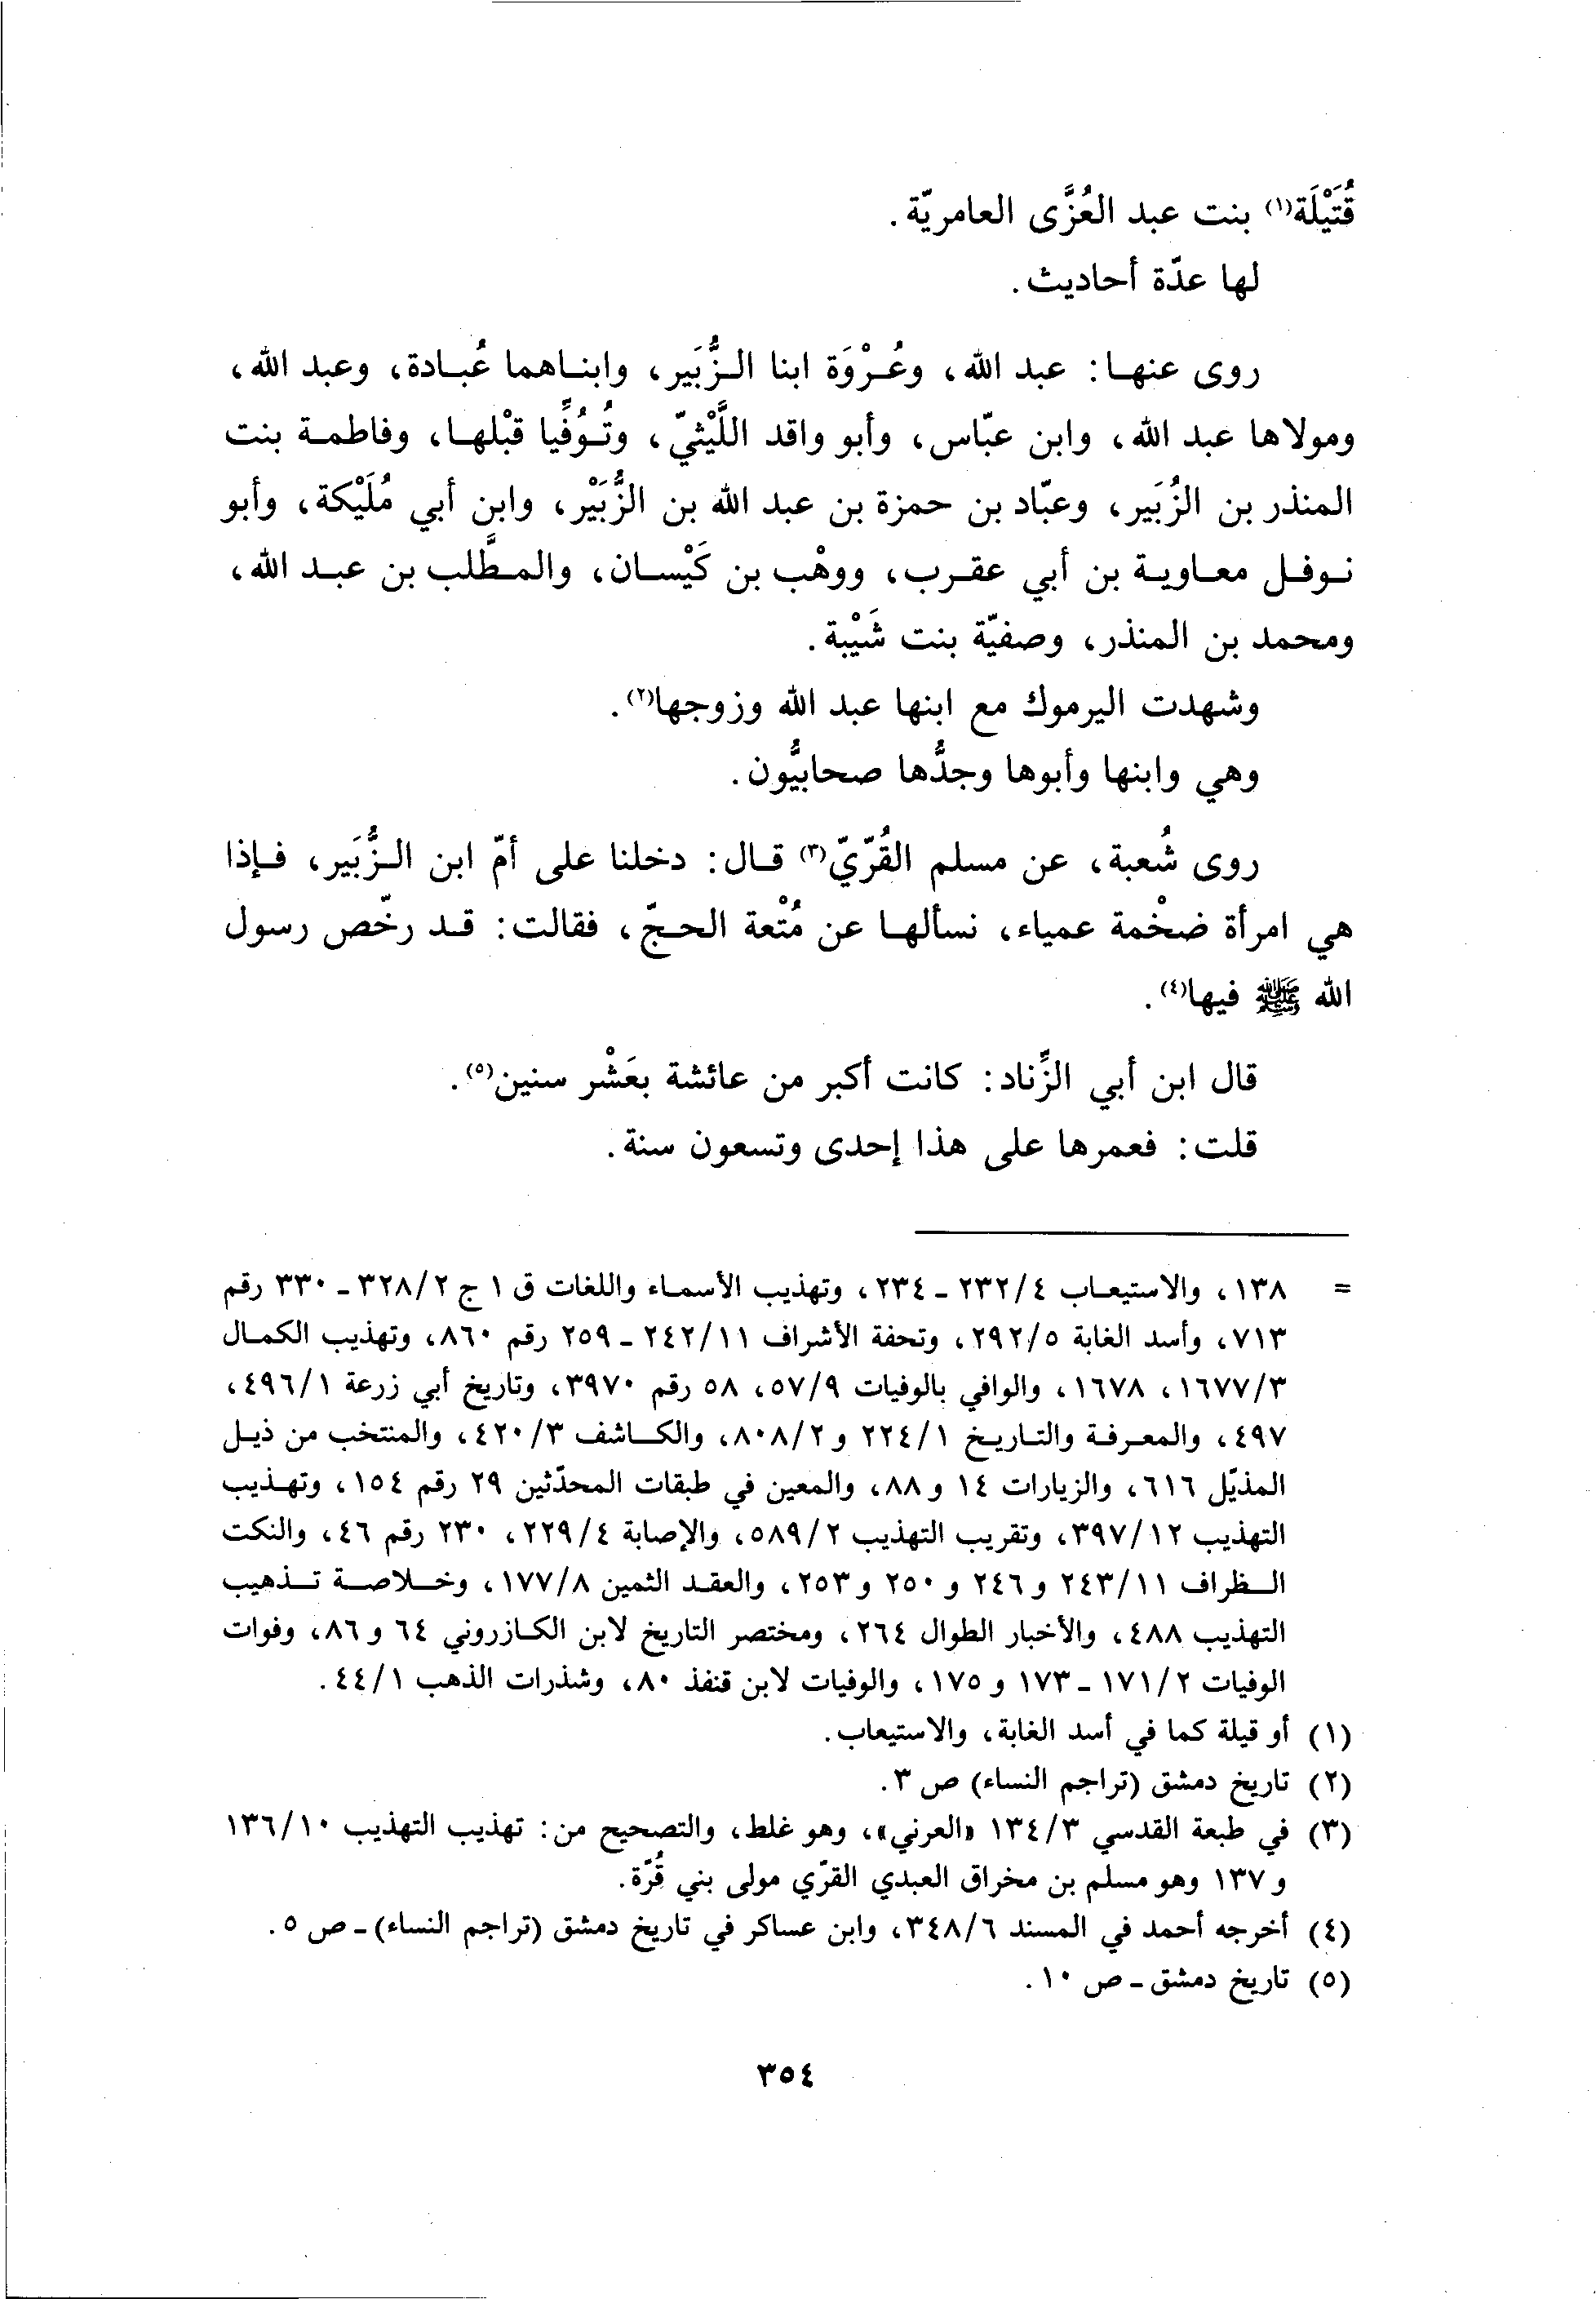 قُتَيْلَة(١) بنت عبد العُزَّى العامريّة.
لها عدّة أحاديث.
روى عنها: عبد الله، وعُرْوَة ابنا الزُّبَير، وابناهما عُبادة، وعبد الله،
ومولاها عبد الله، وابن عبّاس، وأبو واقد اللَّيْثيّ، وتُوُفِّيا قبْلها، وفاطمة بنت
المنذر بن الزُبَير، وعبّاد بن حمزة بن عبد الله بن الزُّبَيْر، وابن أبي مُلَيْكة، وأبو
نوفل معاوية بن أبي عقرب، ووهْب بن كَيْسان، والمطَّلب بن عبد الله،
ومحمد بن المنذر، وصفيّة بنت شَيْبة.
وشهدت اليرموك مع ابنها عبد الله وزوجها(٢).
وهي وابنها وأبوها وجدُّها صحابيُّون.
روى شُعبة، عن مسلم القُرّيّ(٣) قال: دخلنا على أمّ ابن الزُّبَير، فإذا
هي امرأة ضخْمة عمياء، نسألها عن مُتْعة الحجّ، فقالت: قد رخّص رسول
الله ﷺ فيها(٤).
قال ابن أبي الزِّناد: كانت أكبر من عائشة بعَشْر سنين(٥).
قلت: فعمرها على هذا إحدى وتسعون سنة.
= ١٣٨، والاستيعاب ٢٣٢/٤ - ٢٣٤، وتهذيب الأسماء واللغات ق ١ ج ٣٢٨/٢ - ٣٣٠ رقم
٧١٣، وأسد الغابة ٢٩٢/٥، وتحفة الأشراف ٢٤٢/١١ - ٢٥٩ رقم ٨٦٠، وتهذيب الكمال
١٦٧٧/٣، ١٦٧٨، والوافي بالوفيات ٥٧/٩، ٥٨ رقم ٣٩٧٠، وتاريخ أبي زرعة ٤٩٦/١،
٤٩٧، والمعرفة والتاريخ ٢٢٤/١ و ٨٠٨/٢، والكاشف ٤٢٠/٣، والمنتخب من ذيل
المذيّل ٦١٦، والزيارات ١٤ و ٨٨، والمعين في طبقات المحدّثين ٢٩ رقم ١٥٤، وتهذيب
التهذيب ٣٩٧/١٢، وتقريب التهذيب ٥٨٩/٢، والإصابة ٢٢٩/٤، ٢٣٠ رقم ٤٦، والنكت
الظراف ٢٤٣/١١ و ٢٤٦ و ٢٥٠ و ٢٥٣، والعقد الثمين ١٧٧/٨، وخلاصة تذهيب
التهذيب ٤٨٨، والأخبار الطوال ٢٦٤، ومختصر التاريخ لابن الكازروني ٦٤ و ٨٦، وفوات
الوفيات ١٧١/٢ - ١٧٣ و ١٧٥، والوفيات لابن قنفذ ٨٠، وشذرات الذهب ٤٤/١.
(١) أو قيلة كما في أسد الغابة، والاستيعاب.
(٢) تاريخ دمشق (تراجم النساء) ص ٣.
(٣) في طبعة القدسي ١٣٤/٣ «العرني»، وهو غلط، والتصحيح من: تهذيب التهذيب ١٣٦/١٠
و ١٣٧ وهو مسلم بن مخراق العبدي القرّي مولى بني قُرّة.
(٤) أخرجه أحمد في المسند ٣٤٨/٦، وابن عساكر في تاريخ دمشق (تراجم النساء) - ص ٥.
(٥) تاريخ دمشق - ص ١٠.
٣٥٤